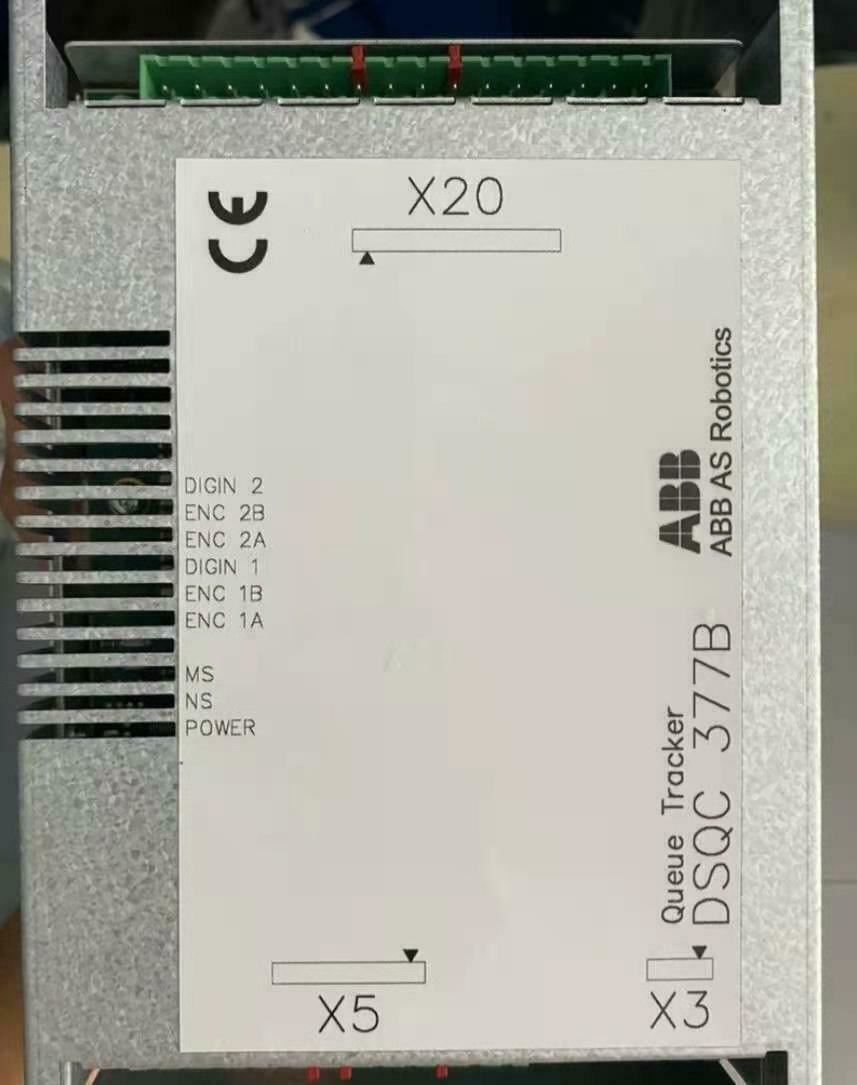 CE
X20
DIGIN 2
ENC 2B
ENC 2A
DIGIN 1
ENC 1B
ENC 1A
MS
NS
POWER
ABB
ABB AS Robotics
Queue Tracker
DSQC 377B
X5
X3